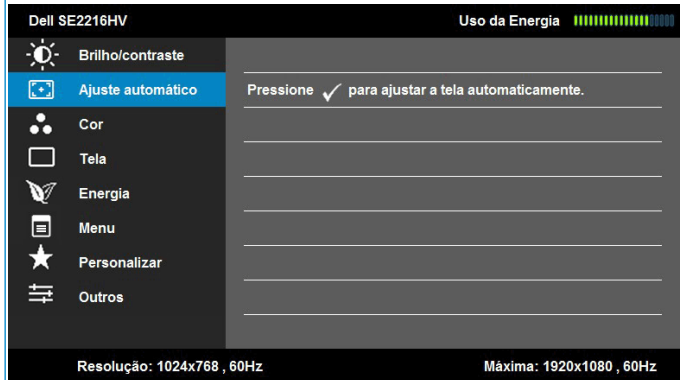 Dell SE2216HV Uso da Energia
Brilho/contraste
Ajuste automático Pressione ✓ para ajustar a tela automaticamente.
Cor
Tela
Energia
Menu
Personalizar
Outros
Resolução: 1024x768 , 60Hz Máxima: 1920x1080 , 60Hz